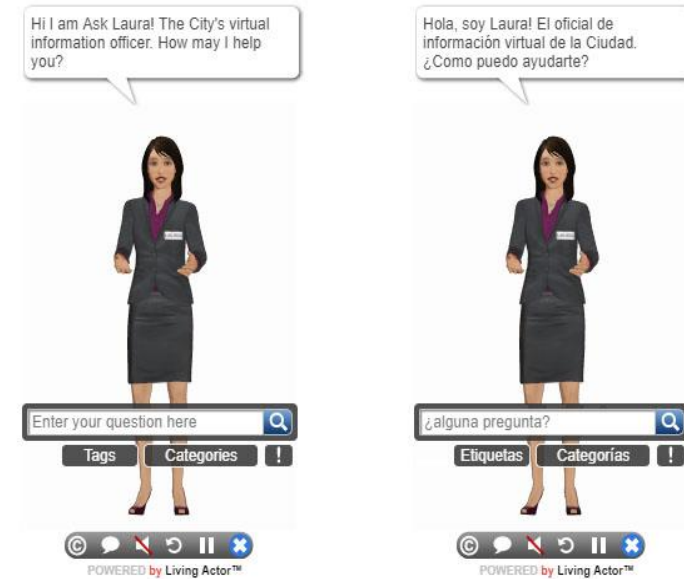 Hi I am Ask Laura! The City's virtual
information officer. How may I help
you?
Enter your question here
Tags
Categories
!
©
POWERED by Living Actor™
Hola, soy Laura! El oficial de
información virtual de la Ciudad.
¿Como puedo ayudarte?
¿alguna pregunta?
Etiquetas
Categorías
!
©
POWERED by Living Actor™